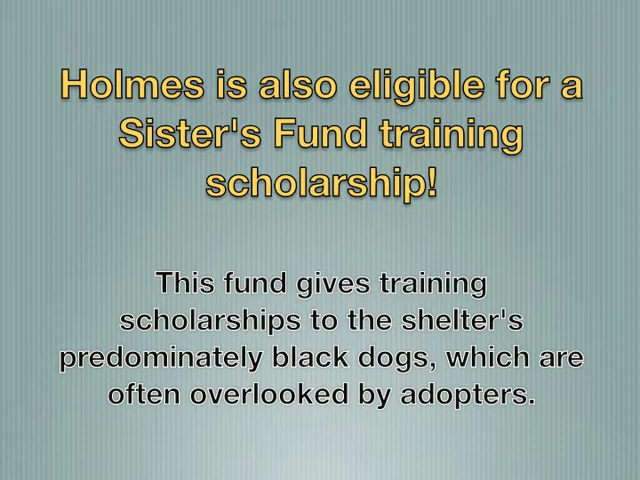 Holmes is also eligible for a
Sister's Fund training
scholarship!
This fund gives training
scholarships to the shelter's
predominately black dogs, which are
often overlooked by adopters.